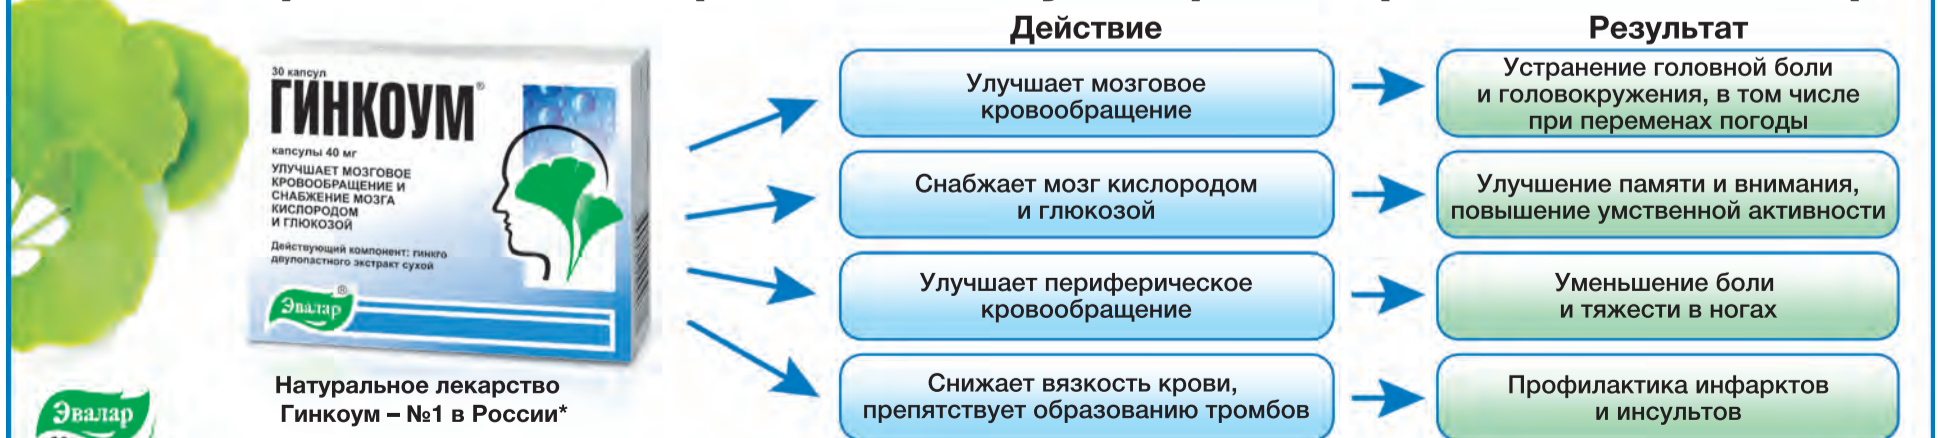 30 капсул
ГИНКОУМ®
капсулы 40 мг
УЛУЧШАЕТ МОЗГОВОЕ
КРОВООБРАЩЕНИЕ И
СНАБЖЕНИЕ МОЗГА
КИСЛОРОДОМ
И ГЛЮКОЗОЙ
Действующий компонент: гинкго
двулопастного экстракт сухой
Эвалар®
Натуральное лекарство
Гинкоум – №1 в России*
Эвалар
Действие
Результат
Улучшает мозговое
кровообращение
Устранение головной боли
и головокружения, в том числе
при переменах погоды
Снабжает мозг кислородом
и глюкозой
Улучшение памяти и внимания,
повышение умственной активности
Улучшает периферическое
кровообращение
Уменьшение боли
и тяжести в ногах
Снижает вязкость крови,
препятствует образованию тромбов
Профилактика инфарктов
и инсультов